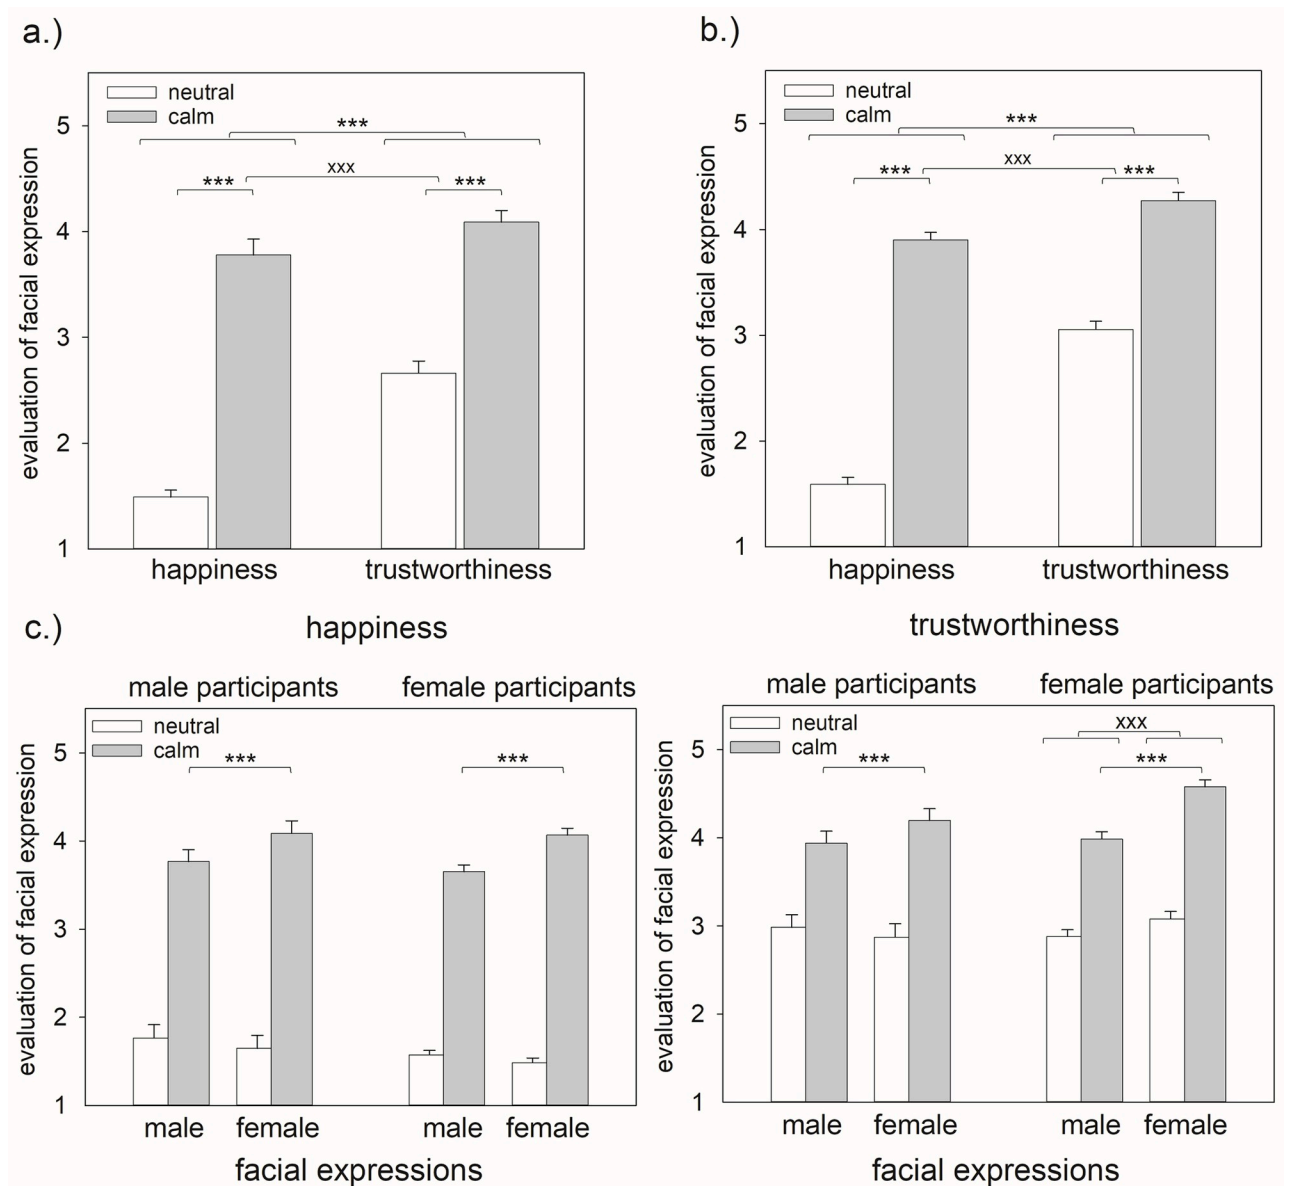 a.)
neutral
calm
***
xxx
***
***
5
4
3
2
1
evaluation of facial expression
happiness
trustworthiness
b.)
neutral
calm
***
xxx
***
***
5
4
3
2
1
evaluation of facial expression
happiness
trustworthiness
c.)
happiness
male participants
female participants
neutral
calm
***
***
5
4
3
2
1
evaluation of facial expression
male
female
male
female
facial expressions
trustworthiness
male participants
female participants
neutral
calm
xxx
***
***
5
4
3
2
1
evaluation of facial expression
male
female
male
female
facial expressions